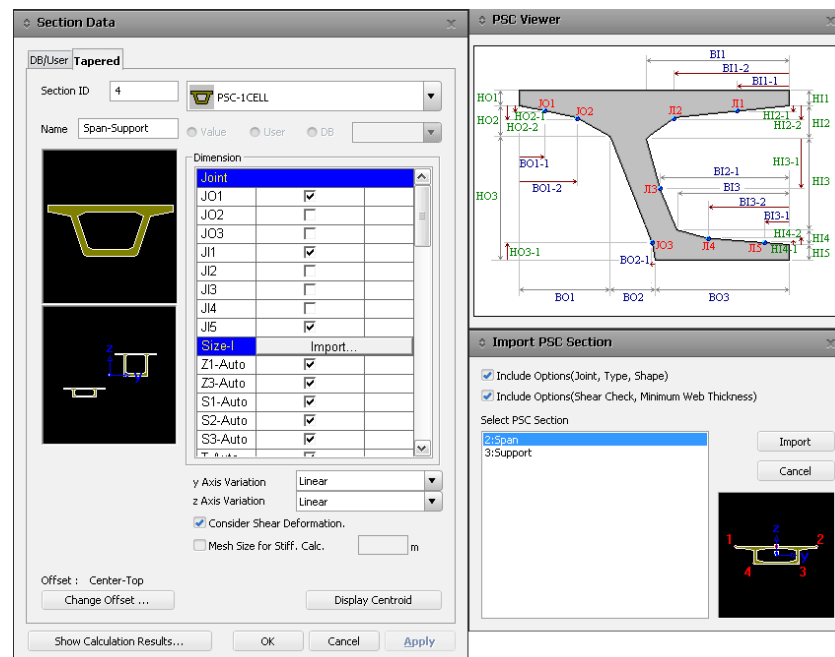 Section Data
DB/User Tapered
Section ID 4 PSC-1CELL
Name Span-Support Value User DB
Dimension
Joint
JO1
JO2
JO3
JI1
JI2
JI3
JI4
JI5
Size-I Import...
Z1-Auto
Z3-Auto
S1-Auto
S2-Auto
S3-Auto
y Axis Variation Linear
z Axis Variation Linear
Consider Shear Deformation.
Mesh Size for Stiff. Calc. m
Offset : Center-Top
Change Offset ... Display Centroid
Show Calculation Results... OK Cancel Apply
z
y
PSC Viewer
BI1
BI1-2
BI1-1
HO1 JO1 JI2 JI1 HI1
HO2 HO2-1 JO2 HI2-1 HI2
HO2-2 HI2-2
BO1-1 HI3-1
BO1-2 BI2-1 HI3
JI3 BI3
HO3 BI3-2
BI3-1
HI4-2
HO3-1 JO3 JI4 JI5 HI4-1 HI4
BO2-1 HI5
BO1 BO2 BO3
Import PSC Section
Include Options(Joint, Type, Shape)
Include Options(Shear Check, Minimum Web Thickness)
Select PSC Section
2:Span
3:Support
Import
Cancel
z
1 2
y
4 3